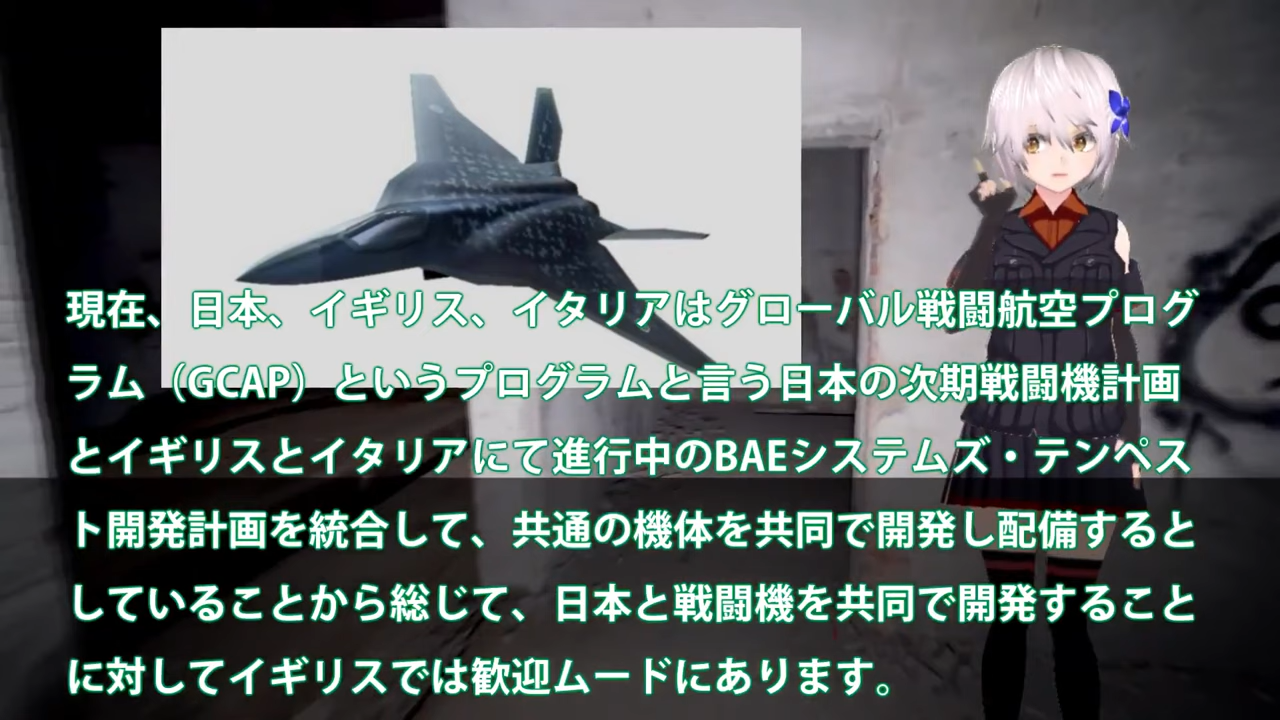 現在、日本、イギリス、イタリアはグローバル戦闘航空プログ
ラム（GCAP）というプログラムと言う日本の次期戦闘機計画
とイギリスとイタリアにて進行中のBAEシステムズ・テンペス
ト開発計画を統合して、共通の機体を共同で開発し配備すると
していることから総じて、日本と戦闘機を共同で開発すること
に対してイギリスでは歓迎ムードにあります。